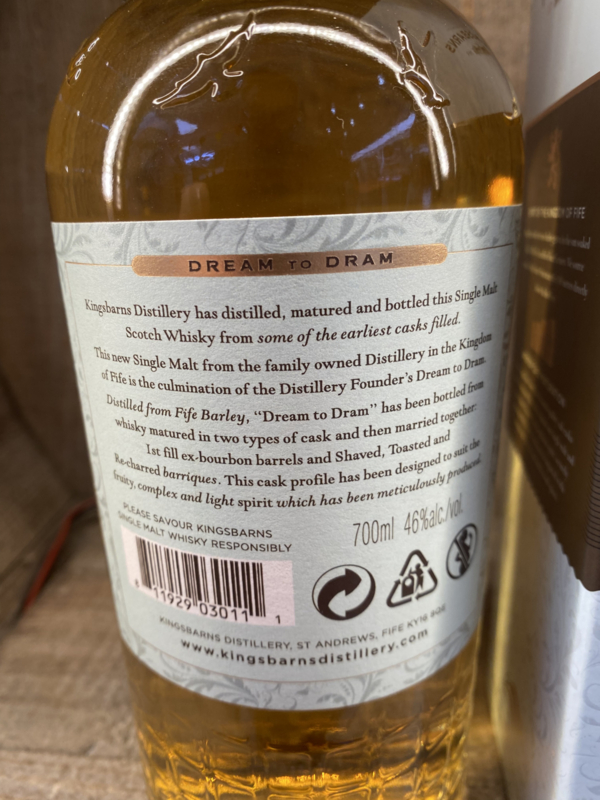 DREAM TO DRAM
Kingsbarns Distillery has distilled, matured and bottled this Single Malt
Scotch Whisky from some of the earliest casks filled.
This new Single Malt from the family owned Distillery in the Kingdom
of Fife is the culmination of the Distillery Founder's Dream to Dram.
Distilled from Fife Barley, “Dream to Dram” has been bottled from
whisky matured in two types of cask and then married together:
1st fill ex-bourbon barrels and Shaved, Toasted and
Re-charred barriques. This cask profile has been designed to suit the
fruity, complex and light spirit which has been meticulously produced.
PLEASE SAVOUR KINGSBARNS
SINGLE MALT WHISKY RESPONSIBLY
700ml 46%alc./vol.
11929 03011 1
KINGSBARNS DISTILLERY, ST ANDREWS, FIFE KY16 8QE
www.kingsbarnsdistillery.com
OF FIFE